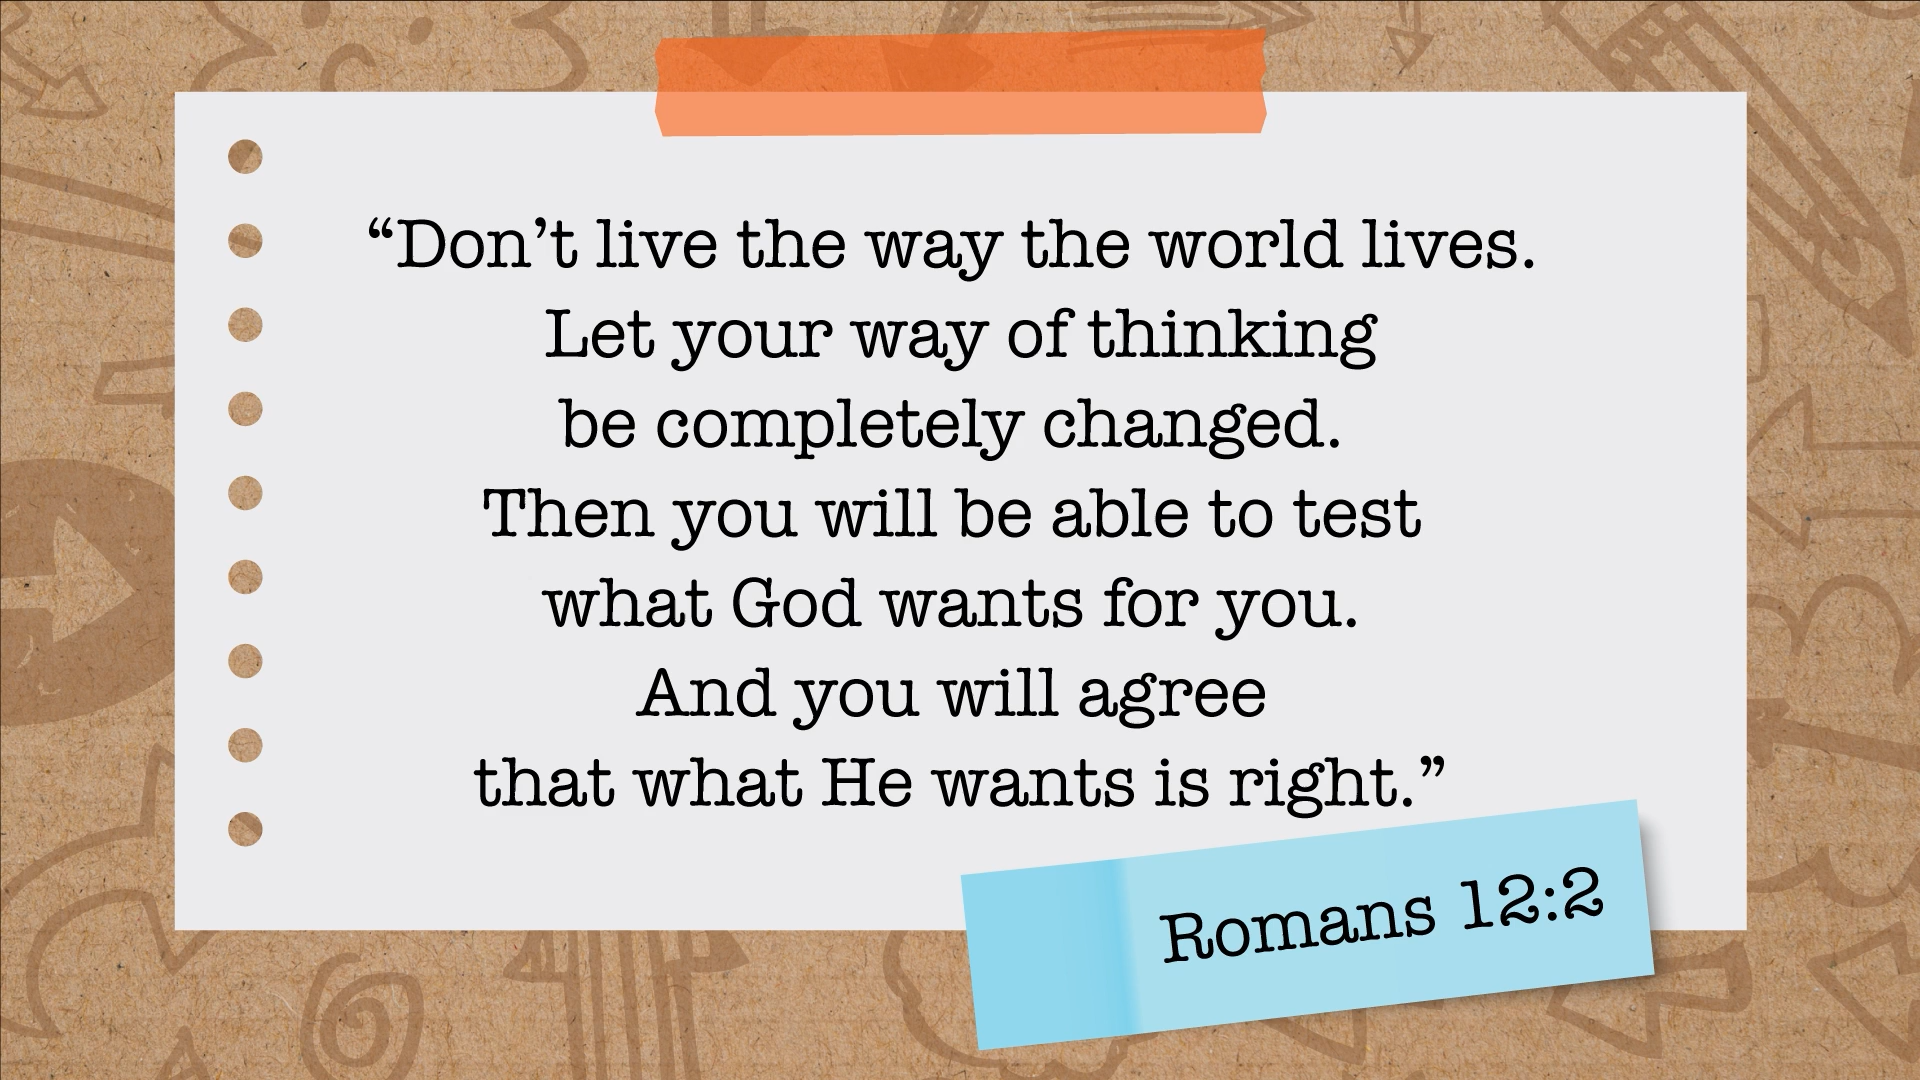 “Don’t live the way the world lives.
Let your way of thinking
be completely changed.
Then you will be able to test
what God wants for you.
And you will agree
that what He wants is right.”
Romans 12:2